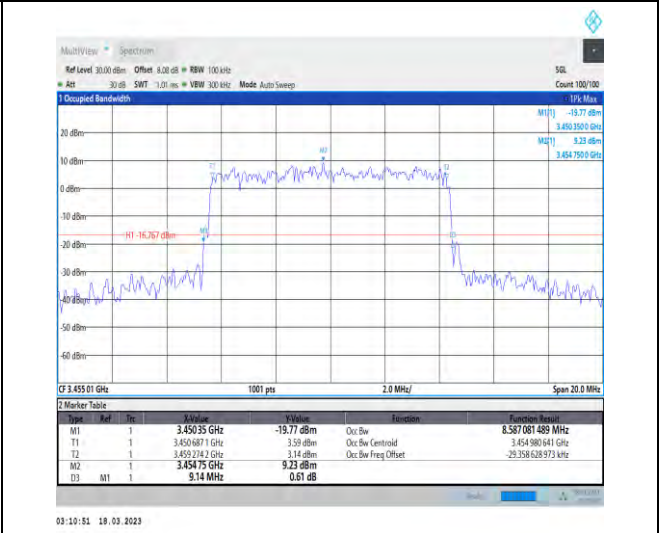 MultiView Spectrum
Ref Level 30.00 dBm Offset 8.00 dB RBW 100 kHz SGL
Att 30 dB SWT 1.01 ms VBW 300 kHz Mode Auto Sweep Count 100/100
1 Occupied Bandwidth 1Pk Max
M1[1] -19.77 dBm
3.450 350 0 GHz
M2[1] 9.23 dBm
3.454 750 0 GHz
20 dBm
M2
10 dBm
T1 T2
0 dBm
-10 dBm
H1 -16.767 dBm M1 D3
-20 dBm
-30 dBm
-40 dBm
-50 dBm
-60 dBm
CF 3.455 01 GHz 1001 pts 2.0 MHz/ Span 20.0 MHz
2 Marker Table
Type Ref Trc X-Value Y-Value Function Function Result
M1 1 3.450 35 GHz -19.77 dBm Occ Bw 8.587 081 489 MHz
T1 1 3.450 687 1 GHz 3.59 dBm Occ Bw Centroid 3.454 980 641 GHz
T2 1 3.459 274 2 GHz 3.14 dBm Occ Bw Freq Offset -29.358 628 973 kHz
M2 1 3.454 75 GHz 9.23 dBm
D3 M1 1 9.14 MHz 0.61 dB
03:10:51 18.03.2023